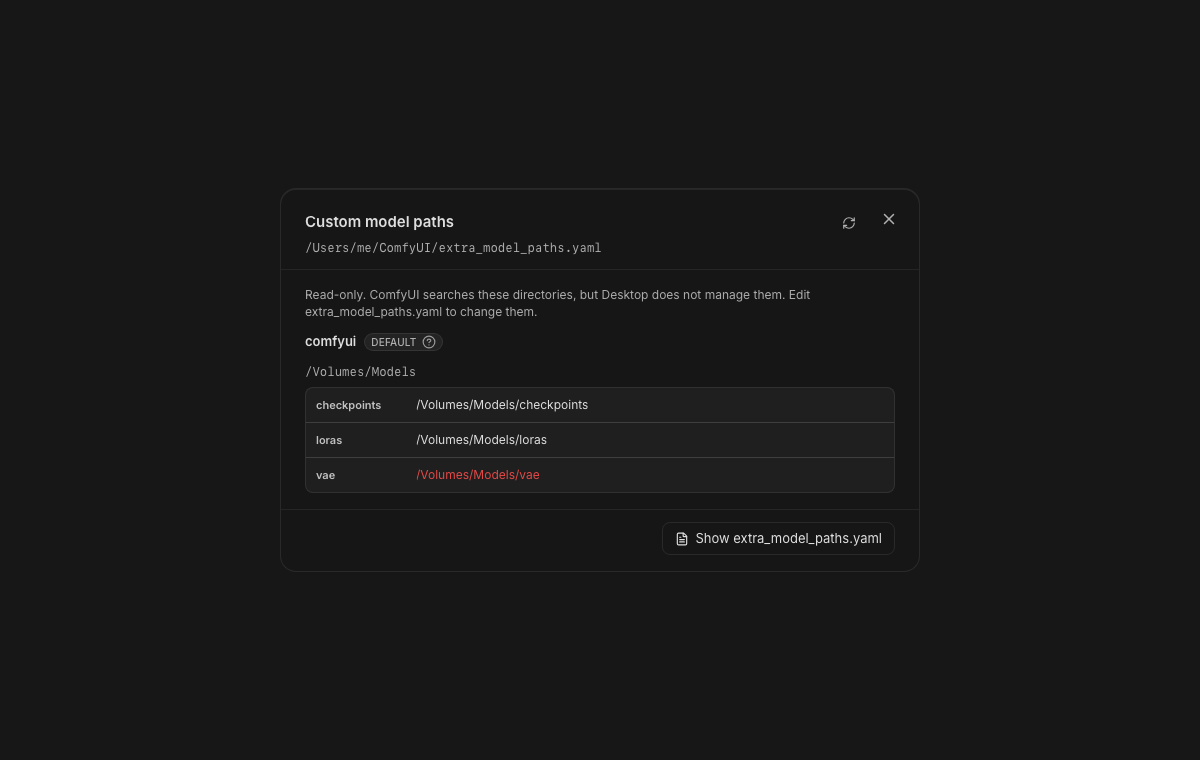 Custom model paths
/Users/me/ComfyUI/extra_model_paths.yaml
Read-only. ComfyUI searches these directories, but Desktop does not manage them. Edit
extra_model_paths.yaml to change them.
comfyui DEFAULT
/Volumes/Models
checkpoints /Volumes/Models/checkpoints
loras /Volumes/Models/loras
vae /Volumes/Models/vae
Show extra_model_paths.yaml